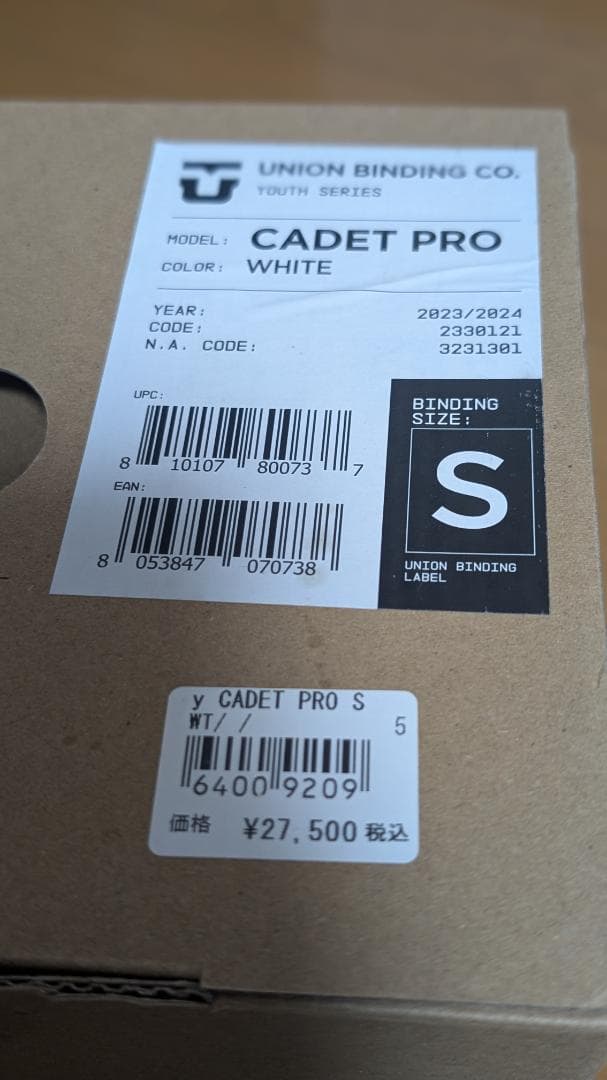 UNION BINDING CO.
YOUTH SERIES
MODEL: CADET PRO
COLOR: WHITE
YEAR: 2023/2024
CODE: 2330121
N.A. CODE: 3231301
UPC:
8 10107 80073 7
EAN:
8 053847 070738
BINDING
SIZE:
S
UNION BINDING
LABEL
y CADET PRO S
WT/ / 5
64009209
価格 ¥27,500 税込